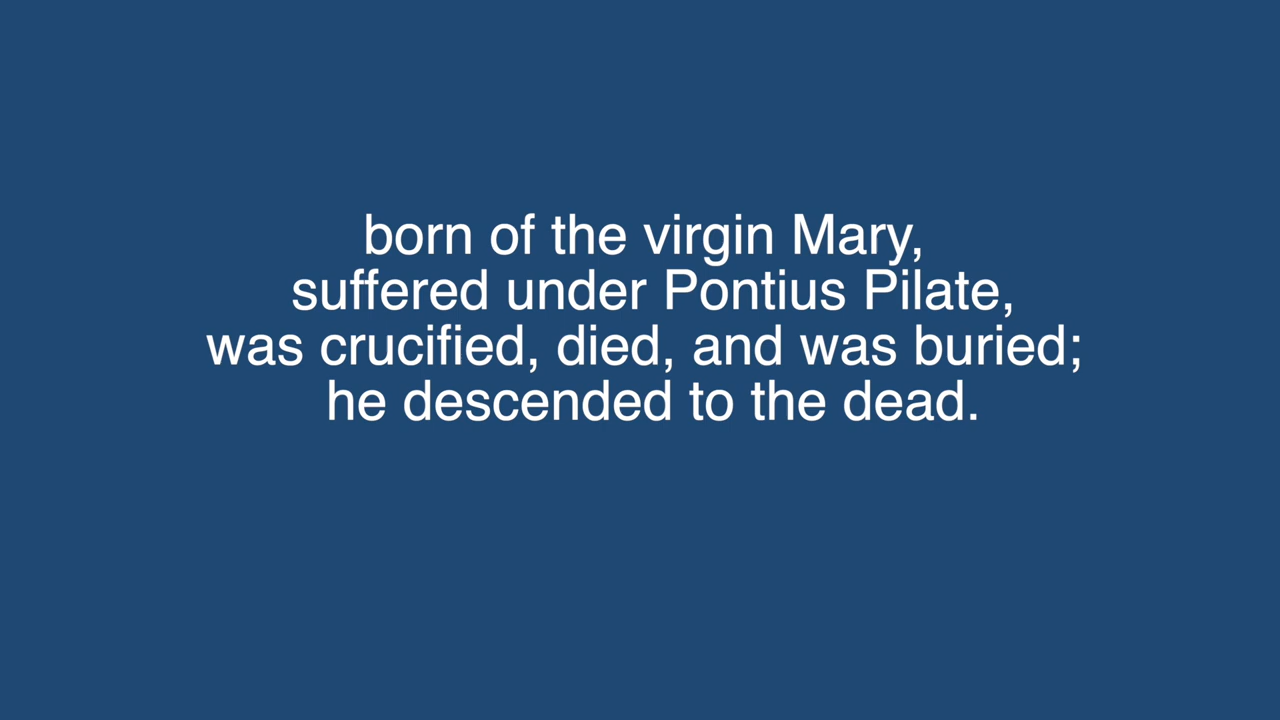 born of the virgin Mary,
suffered under Pontius Pilate,
was crucified, died, and was buried;
he descended to the dead.